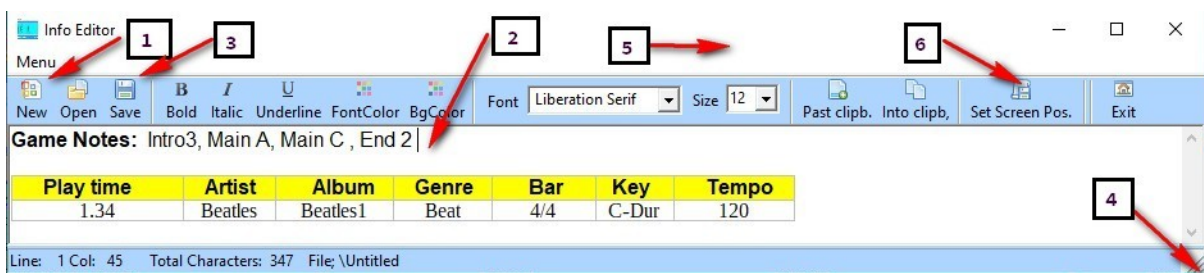 Info Editor
1
3
2
5
6
Menu
New Open Save Bold Italic Underline FontColor BgColor Font Liberation Serif Size 12 Past clipb. Into clipb, Set Screen Pos. Exit
B I U
Game Notes: Intro3, Main A, Main C , End 2
Play time Artist Album Genre Bar Key Tempo
1.34 Beatles Beatles1 Beat 4/4 C-Dur 120
4
Line: 1 Col: 45 Total Characters: 347 File; \Untitled